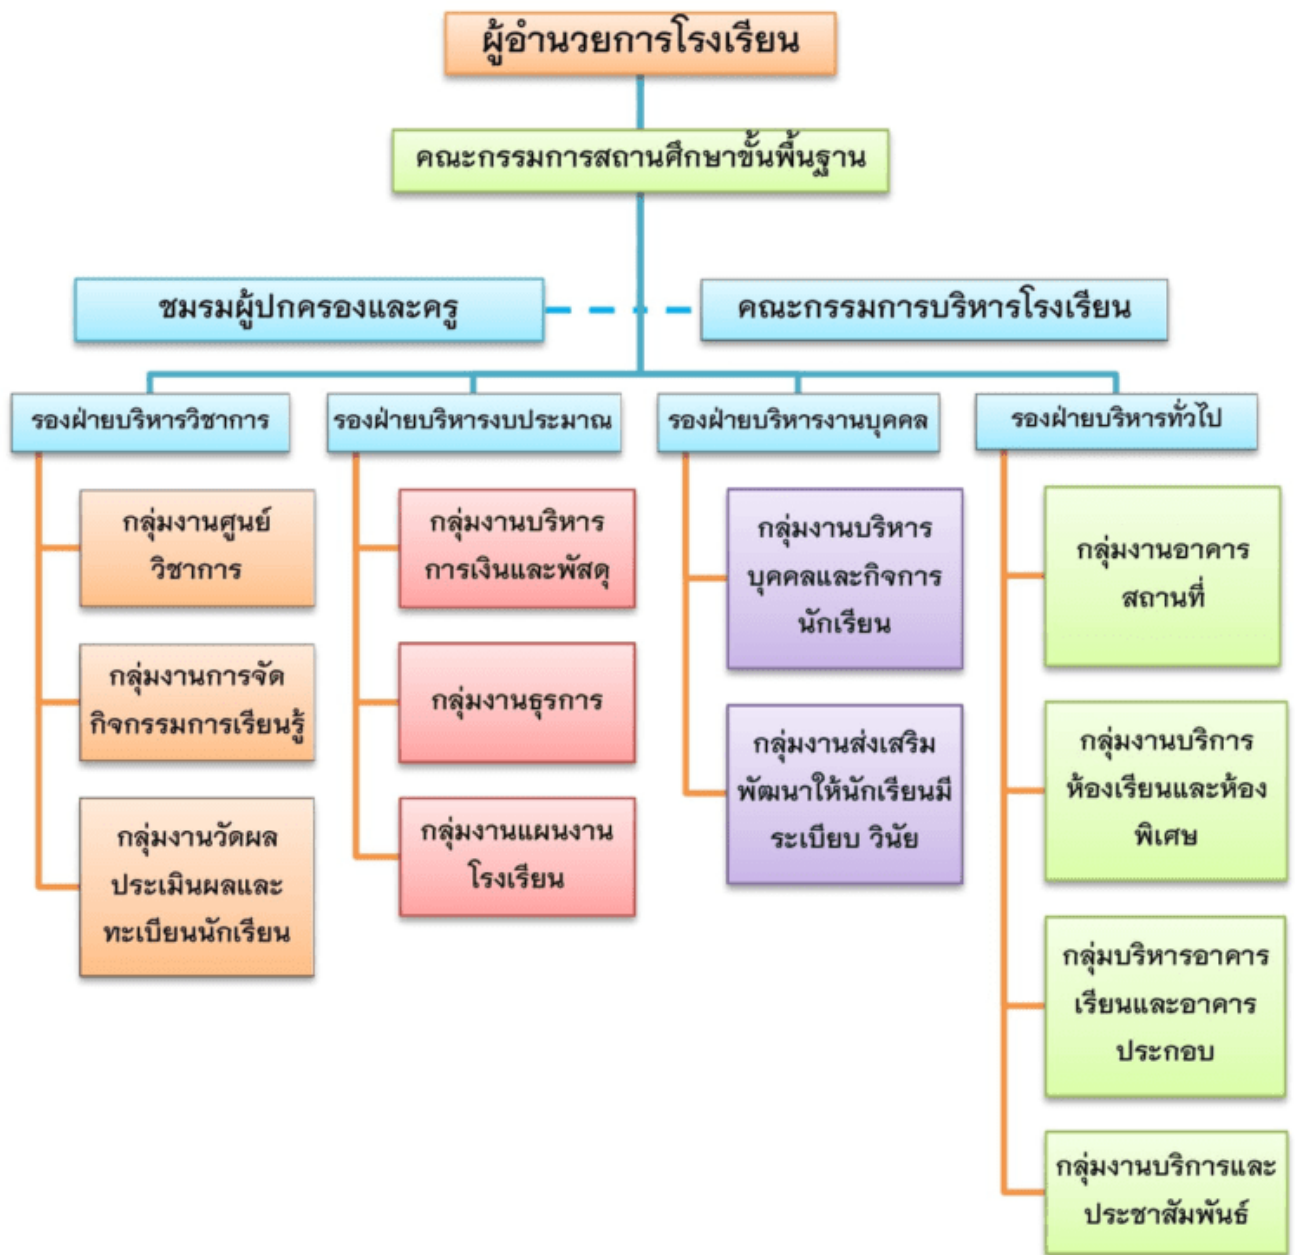 ผู้อำนวยการโรงเรียน
คณะกรรมการสถานศึกษาขั้นพื้นฐาน
ชมรมผู้ปกครองและครู
คณะกรรมการบริหารโรงเรียน
รองฝ่ายบริหารวิชาการ
รองฝ่ายบริหารงบประมาณ
รองฝ่ายบริหารงานบุคคล
รองฝ่ายบริหารทั่วไป
กลุ่มงานศูนย์
วิชาการ
กลุ่มงานการจัด
กิจกรรมการเรียนรู้
กลุ่มงานวัดผล
ประเมินผลและ
ทะเบียนนักเรียน
กลุ่มงานบริหาร
การเงินและพัสดุ
กลุ่มงานธุรการ
กลุ่มงานแผนงาน
โรงเรียน
กลุ่มงานบริหาร
บุคคลและกิจการ
นักเรียน
กลุ่มงานส่งเสริม
พัฒนาให้นักเรียนมี
ระเบียบ วินัย
กลุ่มงานอาคาร
สถานที่
กลุ่มงานบริการ
ห้องเรียนและห้อง
พิเศษ
กลุ่มบริหารอาคาร
เรียนและอาคาร
ประกอบ
กลุ่มงานบริการและ
ประชาสัมพันธ์